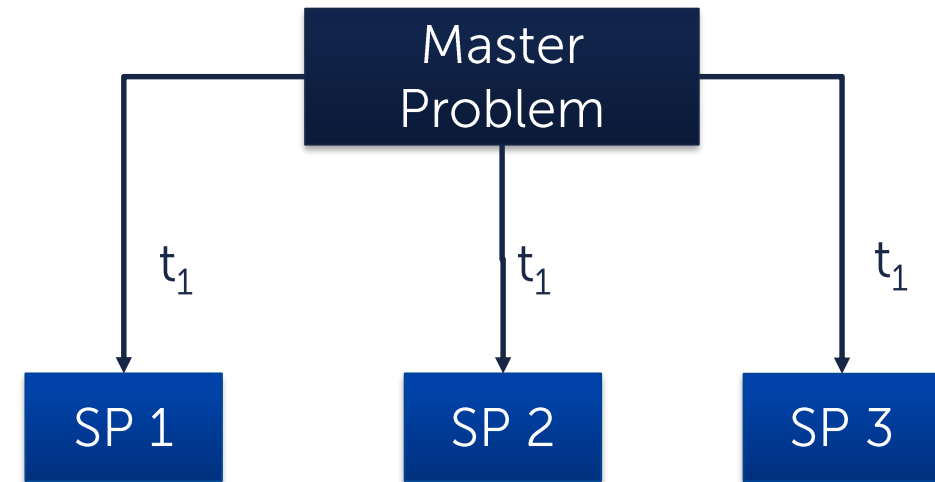 Master
Problem
t₁
t₁
t₁
SP 1
SP 2
SP 3